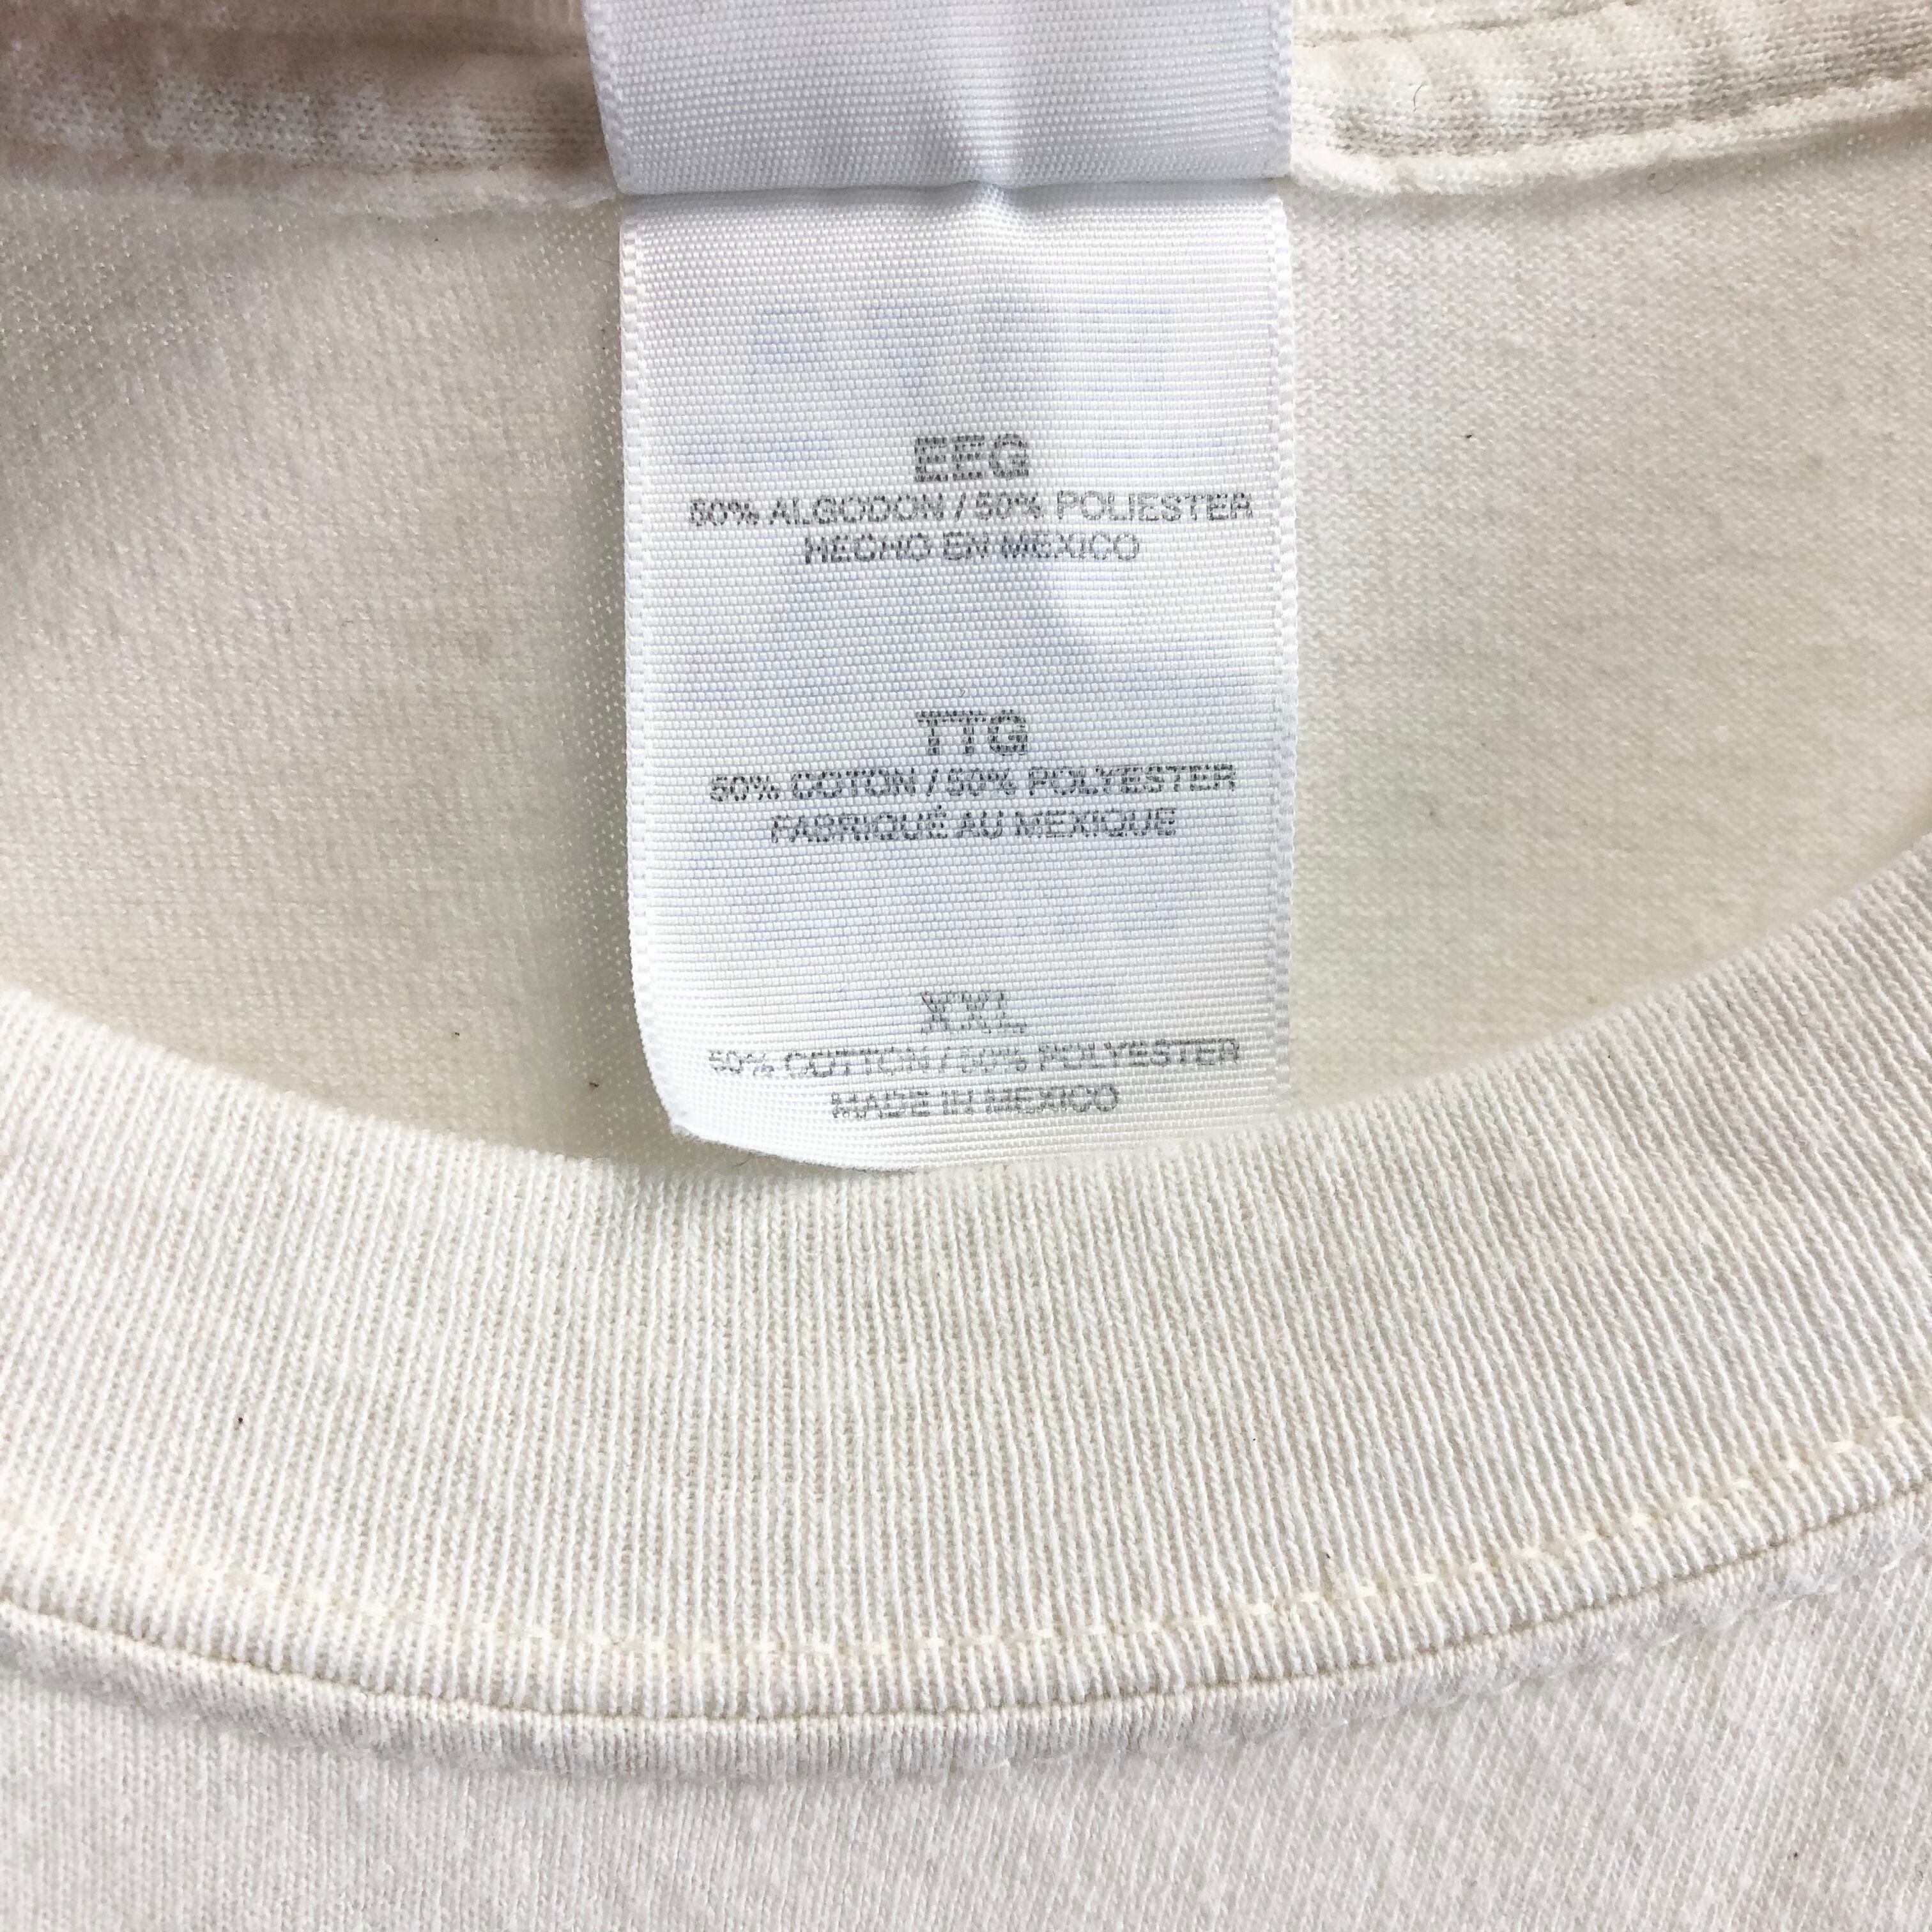 EEG
50% ALGODON / 50% POLIESTER
HECHO EN MEXICO
TTG
50% COTON / 50% POLYESTER
FABRIQUÉ AU MEXIQUE
XXL
50% COTTON / 50% POLYESTER
MADE IN MEXICO